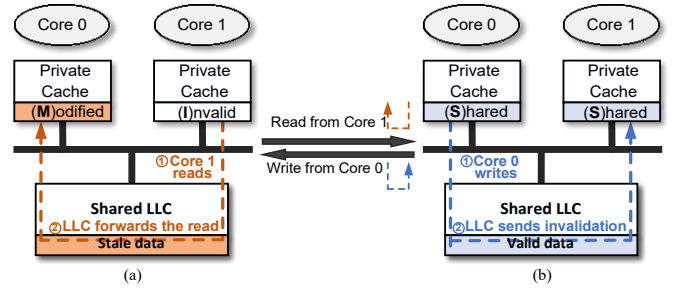 Core 0
Core 1
Private
Cache
(M)odified
Private
Cache
(I)nvalid
①Core 1
reads
Shared LLC
②LLC forwards the read
Stale data
(a)
Read from Core 1
Write from Core 0
Core 0
Core 1
Private
Cache
(S)hared
Private
Cache
(S)hared
①Core 0
writes
Shared LLC
②LLC sends invalidation
Valid data
(b)